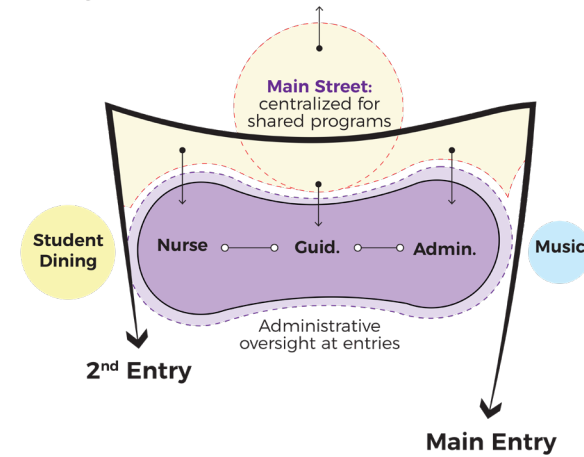 Main Street:
centralized for
shared programs
Student
Dining
Nurse
Guid.
Admin.
Music
Administrative
oversight at entries
2nd Entry
Main Entry